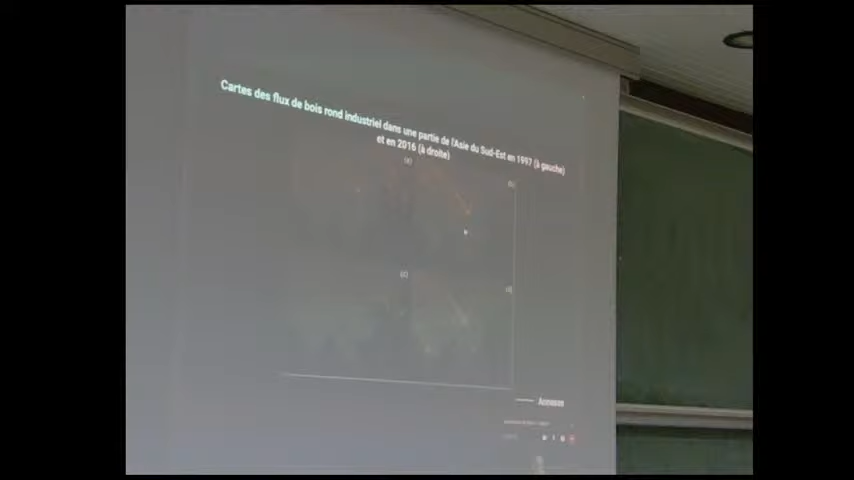 Cartes des flux de bois rond industriel dans une partie de l'Asie du Sud-Est en 1997 (à gauche)
et en 2016 (à droite)
(a)
(b)
(c)
(d)
Annexes